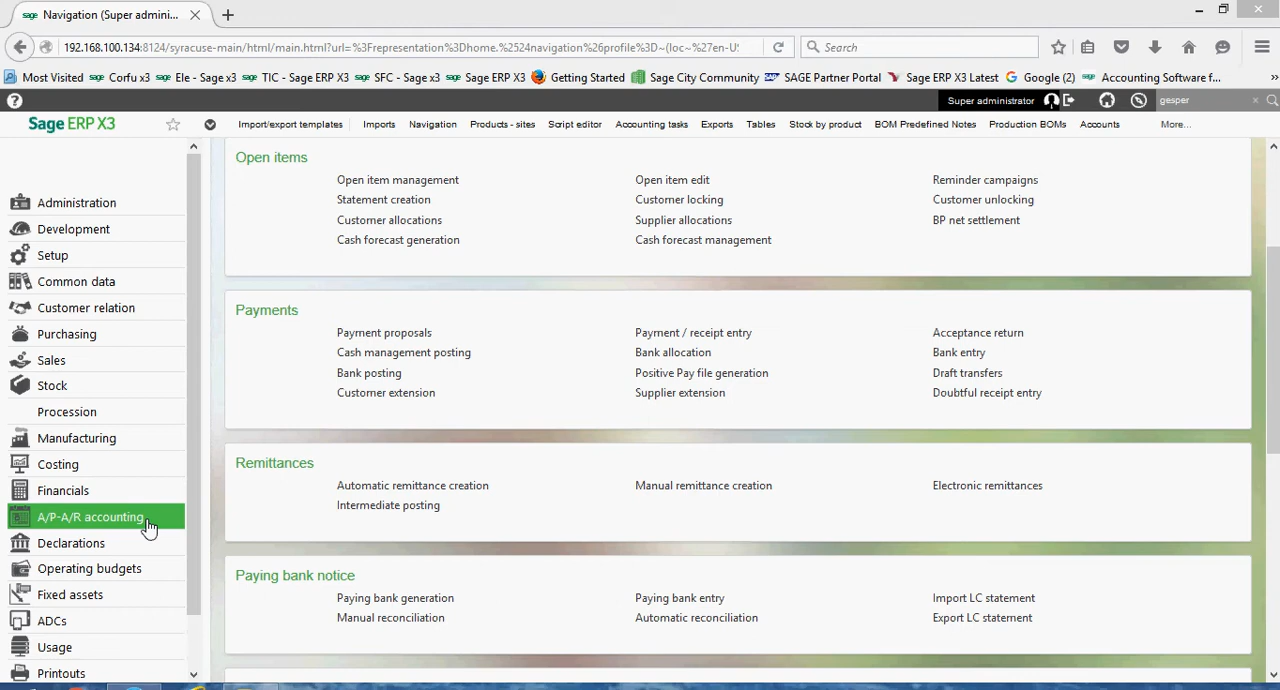 Navigation (Super admini...
192.168.100.134:8124/syracuse-main/html/main.html?url=%3Frepresentation%3Dhome.%2524navigation%26profile%3D~(loc~%27en-US
Search
Most Visited Corfu x3 Ele - Sage x3 TIC - Sage ERP X3 SFC - Sage x3 Sage ERP X3 Getting Started Sage City Community SAGE Partner Portal Sage ERP X3 Latest Google (2) Accounting Software f... »
Super administrator gesper
Sage ERP X3 Import/export templates Imports Navigation Products - sites Script editor Accounting tasks Exports Tables Stock by product BOM Predefined Notes Production BOMs Accounts More...
Administration
Development
Setup
Common data
Customer relation
Purchasing
Sales
Stock
Procession
Manufacturing
Costing
Financials
A/P-A/R accounting
Declarations
Operating budgets
Fixed assets
ADCs
Usage
Printouts
Open items
Open item management Open item edit Reminder campaigns
Statement creation Customer locking Customer unlocking
Customer allocations Supplier allocations BP net settlement
Cash forecast generation Cash forecast management
Payments
Payment proposals Payment / receipt entry Acceptance return
Cash management posting Bank allocation Bank entry
Bank posting Positive Pay file generation Draft transfers
Customer extension Supplier extension Doubtful receipt entry
Remittances
Automatic remittance creation Manual remittance creation Electronic remittances
Intermediate posting
Paying bank notice
Paying bank generation Paying bank entry Import LC statement
Manual reconciliation Automatic reconciliation Export LC statement